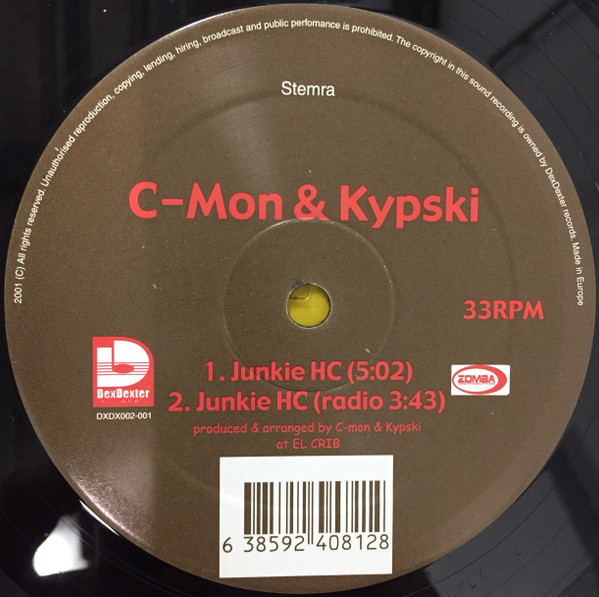 2001 (C) All rights reserved. Unauthorised reproduction, copying, lending, hiring, broadcast and public perfomance is prohibited. The copyright in this sound recording is owned by DexDexter records. Made in Europe
Stemra
C-Mon & Kypski
33RPM
DexDexter
DXDX002-001
1. Junkie HC (5:02)
2. Junkie HC (radio 3:43)
ZOMBA
produced & arranged by C-mon & Kypski
at EL CRIB
6 38592 408128